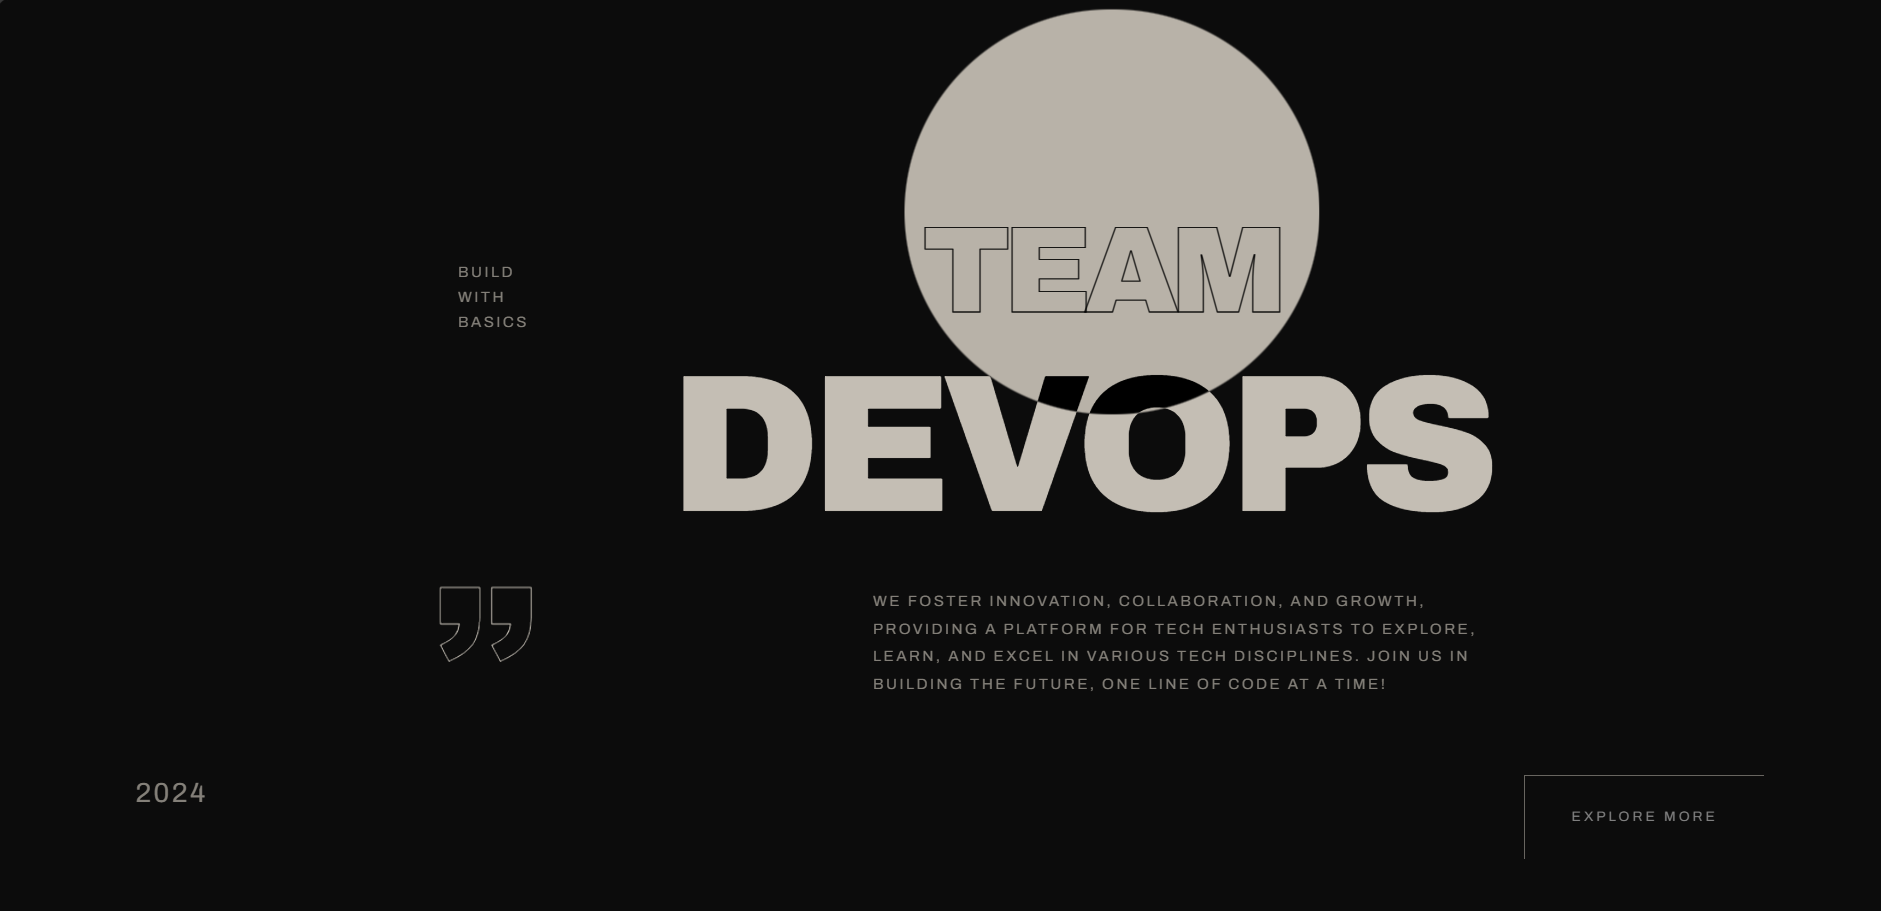 TEAM
BUILD
WITH
BASICS
DEVOPS
”
WE FOSTER INNOVATION, COLLABORATION, AND GROWTH,
PROVIDING A PLATFORM FOR TECH ENTHUSIASTS TO EXPLORE,
LEARN, AND EXCEL IN VARIOUS TECH DISCIPLINES. JOIN US IN
BUILDING THE FUTURE, ONE LINE OF CODE AT A TIME!
2024
EXPLORE MORE